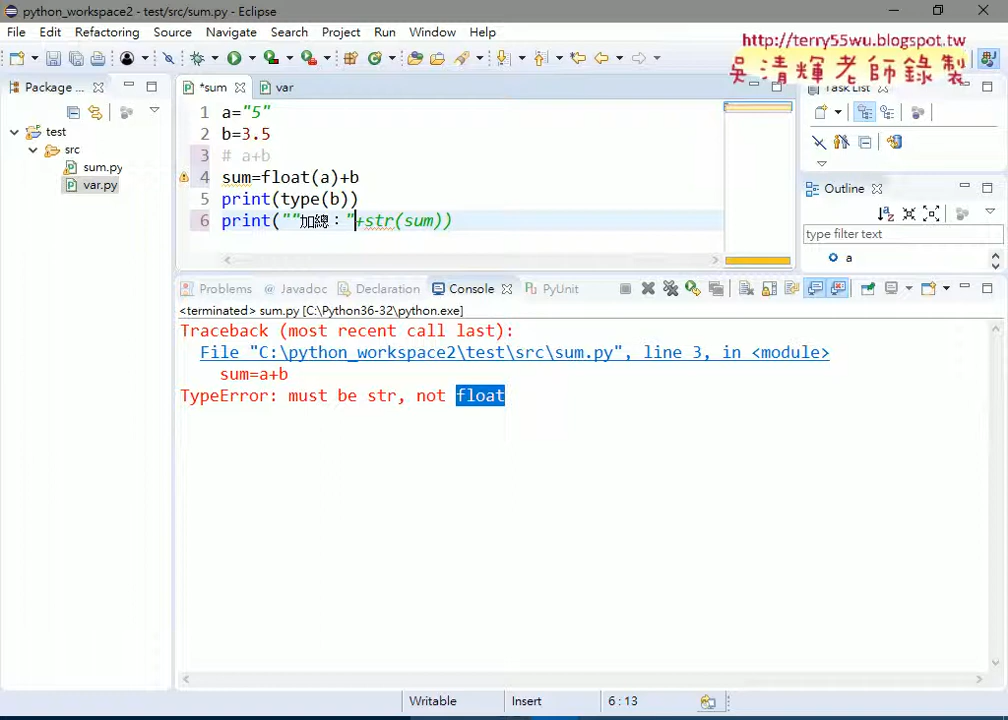 python_workspace2 - test/src/sum.py - Eclipse
File Edit Refactoring Source Navigate Search Project Run Window Help
http://terry55wu.blogspot.tw
吳清輝老師錄製
Package ...
*sum
var
Task List
test
src
sum.py
var.py
1 a="5"
2 b=3.5
3 # a+b
4 sum=float(a)+b
5 print(type(b))
6 print(""加總："+str(sum))
Outline
type filter text
a
Problems Javadoc Declaration Console PyUnit
<terminated> sum.py [C:\Python36-32\python.exe]
Traceback (most recent call last):
File "C:\python_workspace2\test\src\sum.py", line 3, in <module>
sum=a+b
TypeError: must be str, not float
Writable Insert 6 : 13